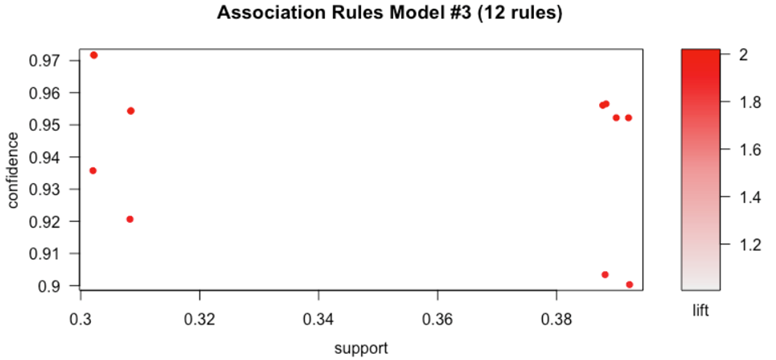 Association Rules Model #3 (12 rules)
0.97
0.96
0.95
0.94
0.93
0.92
0.91
0.9
confidence
0.3 0.32 0.34 0.36 0.38
support
2
1.8
1.6
1.4
1.2
lift